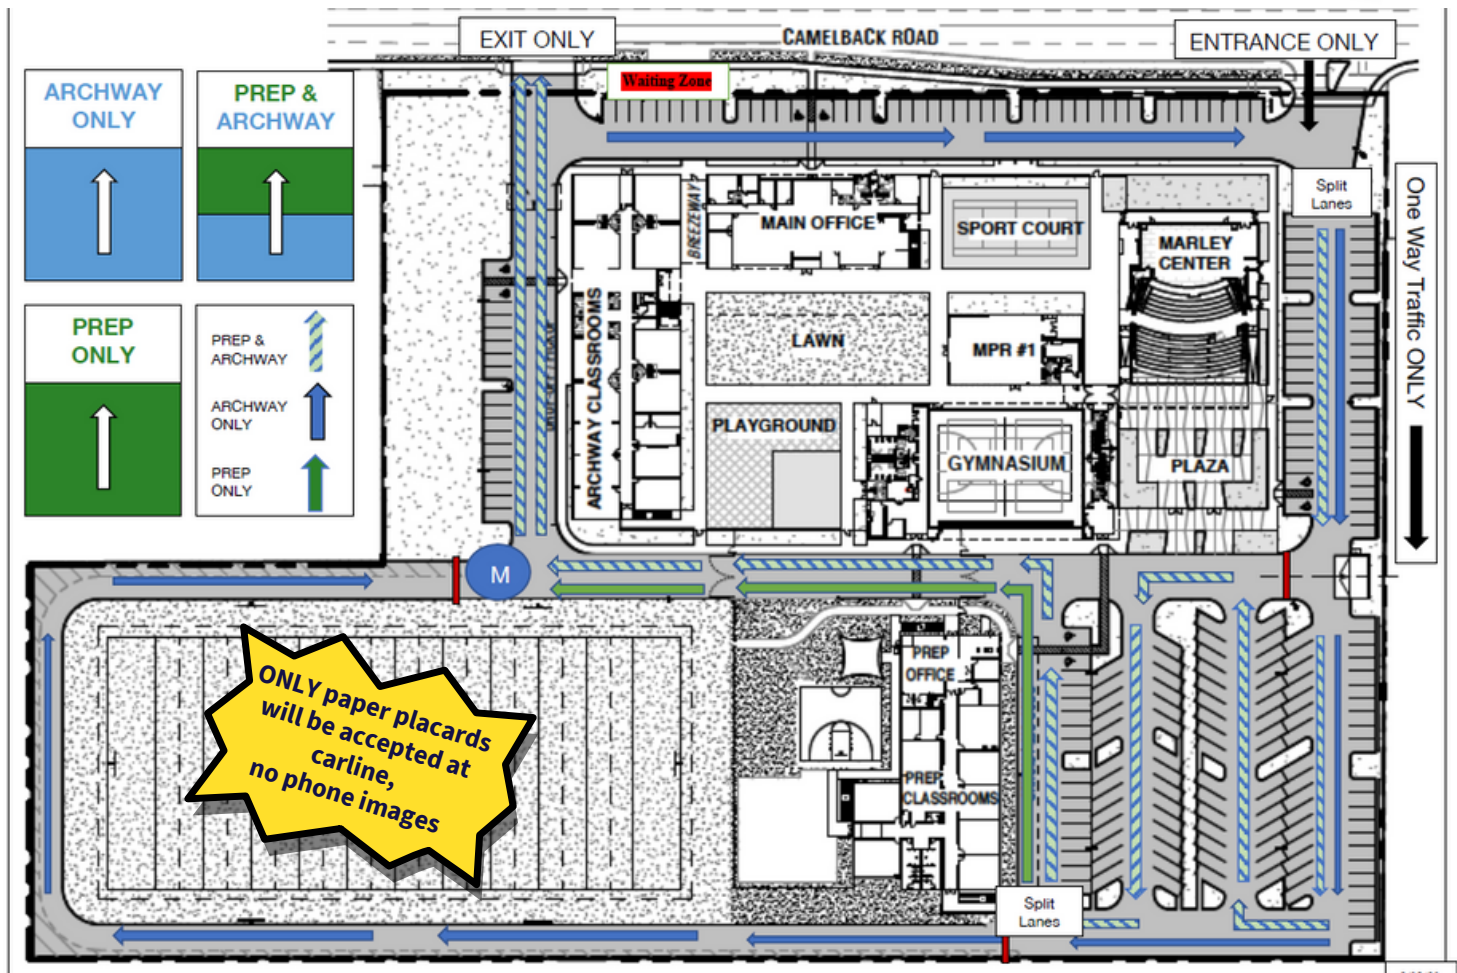 EXIT ONLY
CAMELBACK ROAD
ENTRANCE ONLY
Waiting Zone
ARCHWAY
ONLY
PREP &
ARCHWAY
PREP
ONLY
PREP &
ARCHWAY
ARCHWAY
ONLY
PREP
ONLY
BREEZEWAY
MAIN OFFICE
SPORT COURT
MARLEY
CENTER
Split
Lanes
One Way Traffic ONLY
ARCHWAY CLASSROOMS
LAWN
MPR #1
PLAYGROUND
GYMNASIUM
PLAZA
M
PREP
OFFICE
PREP
CLASSROOMS
ONLY paper placards
will be accepted at
carline,
no phone images
Split
Lanes